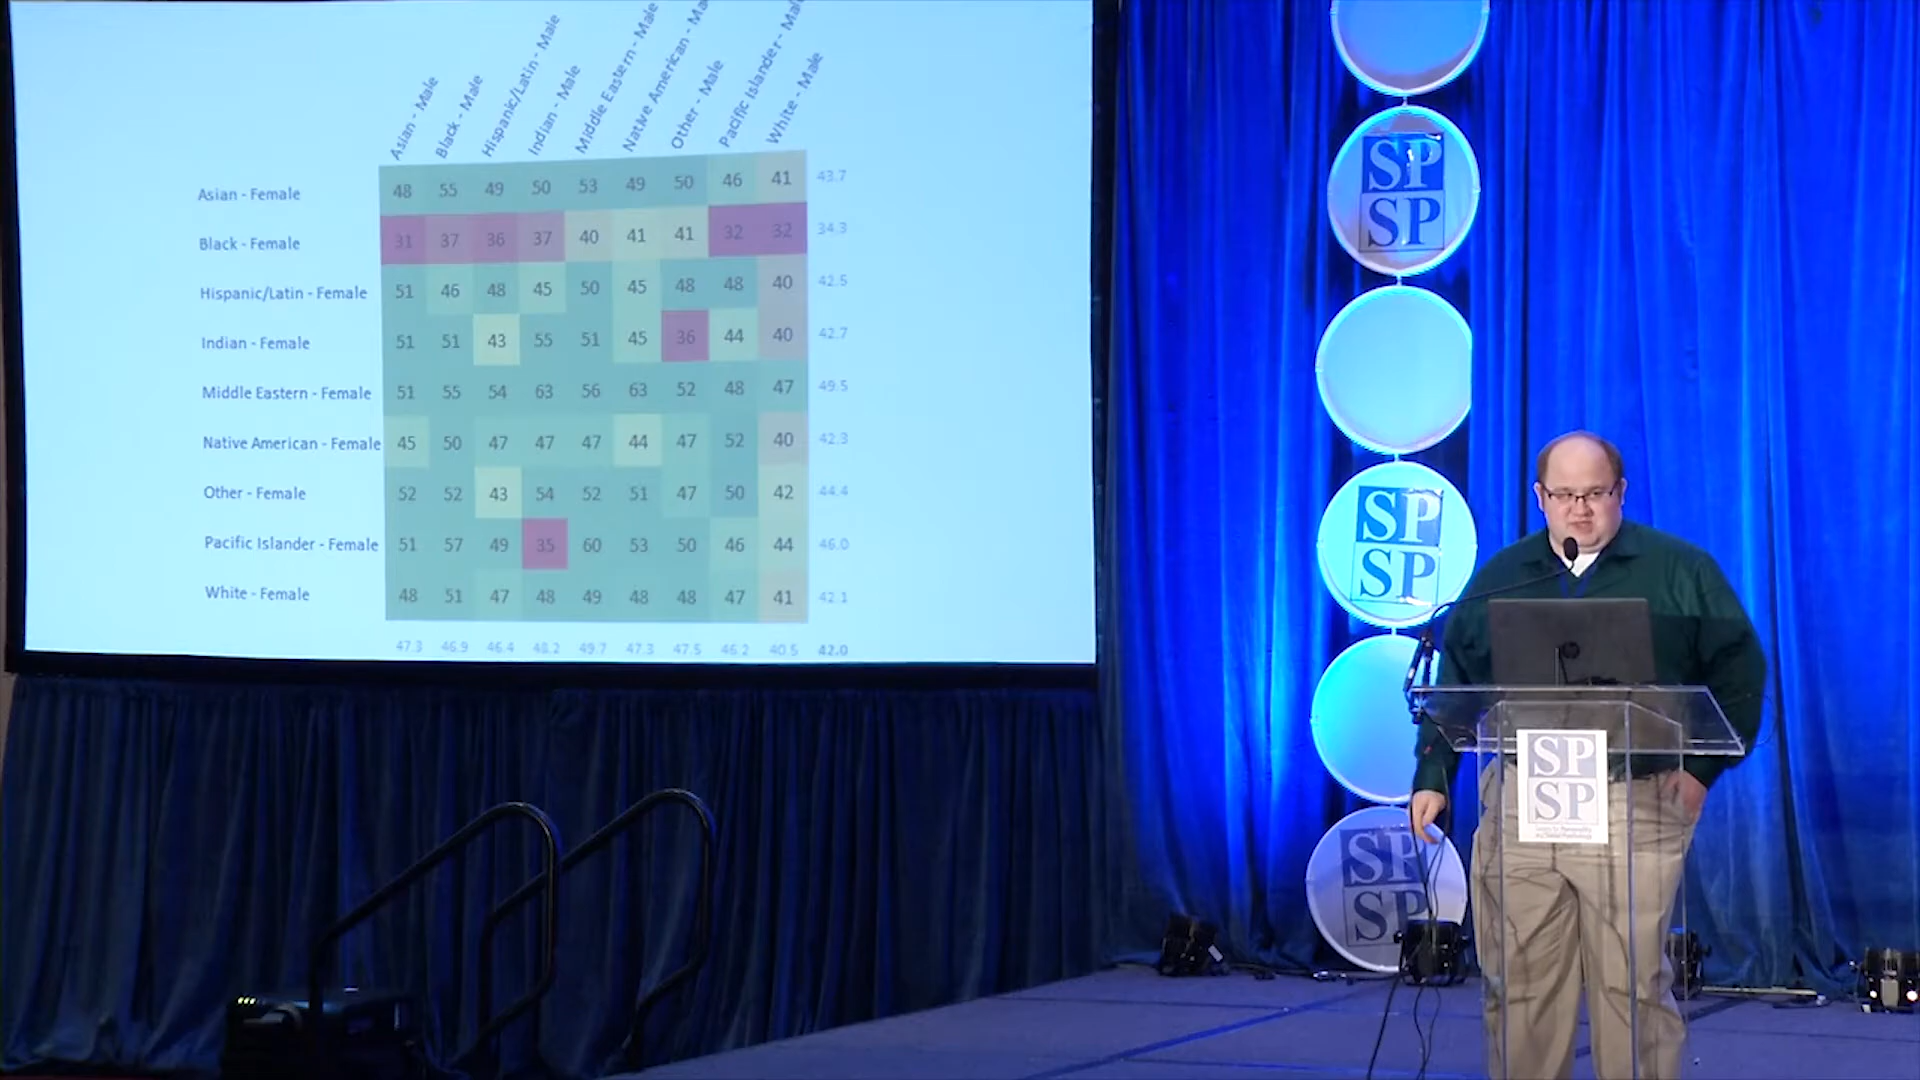 Asian - Male
Black - Male
Hispanic/Latin - Male
Indian - Male
Middle Eastern - Male
Native American - Ma
Other - Male
Pacific Islander - Male
White - Male
Asian - Female 48 55 49 50 53 49 50 46 41 43.7
Black - Female 31 37 36 37 40 41 41 32 32 34.3
Hispanic/Latin - Female 51 46 48 45 50 45 48 48 40 42.5
Indian - Female 51 51 43 55 51 45 36 44 40 42.7
Middle Eastern - Female 51 55 54 63 56 63 52 48 47 49.5
Native American - Female 45 50 47 47 47 44 47 52 40 42.3
Other - Female 52 52 43 54 52 51 47 50 42 44.4
Pacific Islander - Female 51 57 49 35 60 53 50 46 44 46.0
White - Female 48 51 47 48 49 48 48 47 41 42.1
47.3 46.9 46.4 48.2 49.7 47.3 47.5 46.2 40.5 42.0
SP
SP
SP
SP
SP
SP
SP
SP